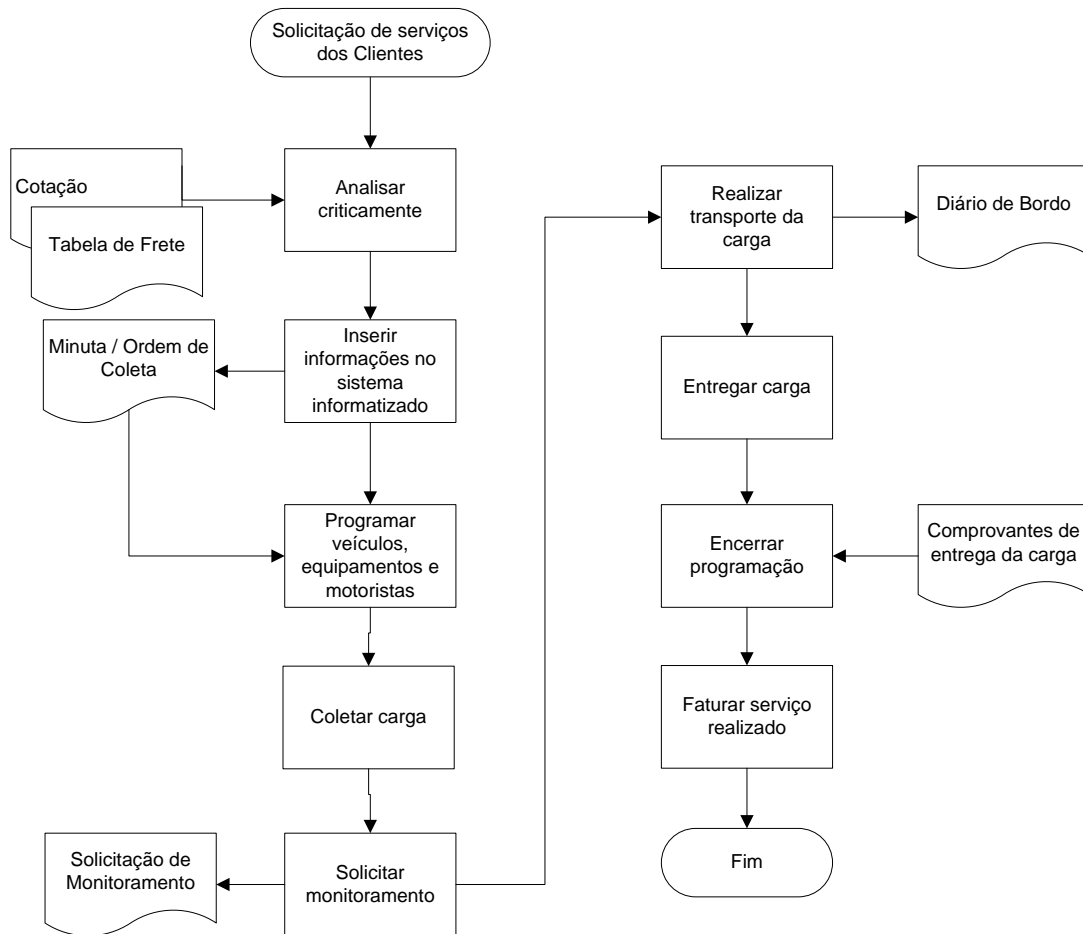 Solicitação de serviços
dos Clientes
Cotação
Tabela de Frete
Analisar
criticamente
Minuta / Ordem de
Coleta
Inserir
informações no
sistema
informatizado
Programar
veículos,
equipamentos e
motoristas
Coletar carga
Solicitação de
Monitoramento
Solicitar
monitoramento
Realizar
transporte da
carga
Diário de Bordo
Entregar carga
Encerrar
programação
Comprovantes de
entrega da carga
Faturar serviço
realizado
Fim